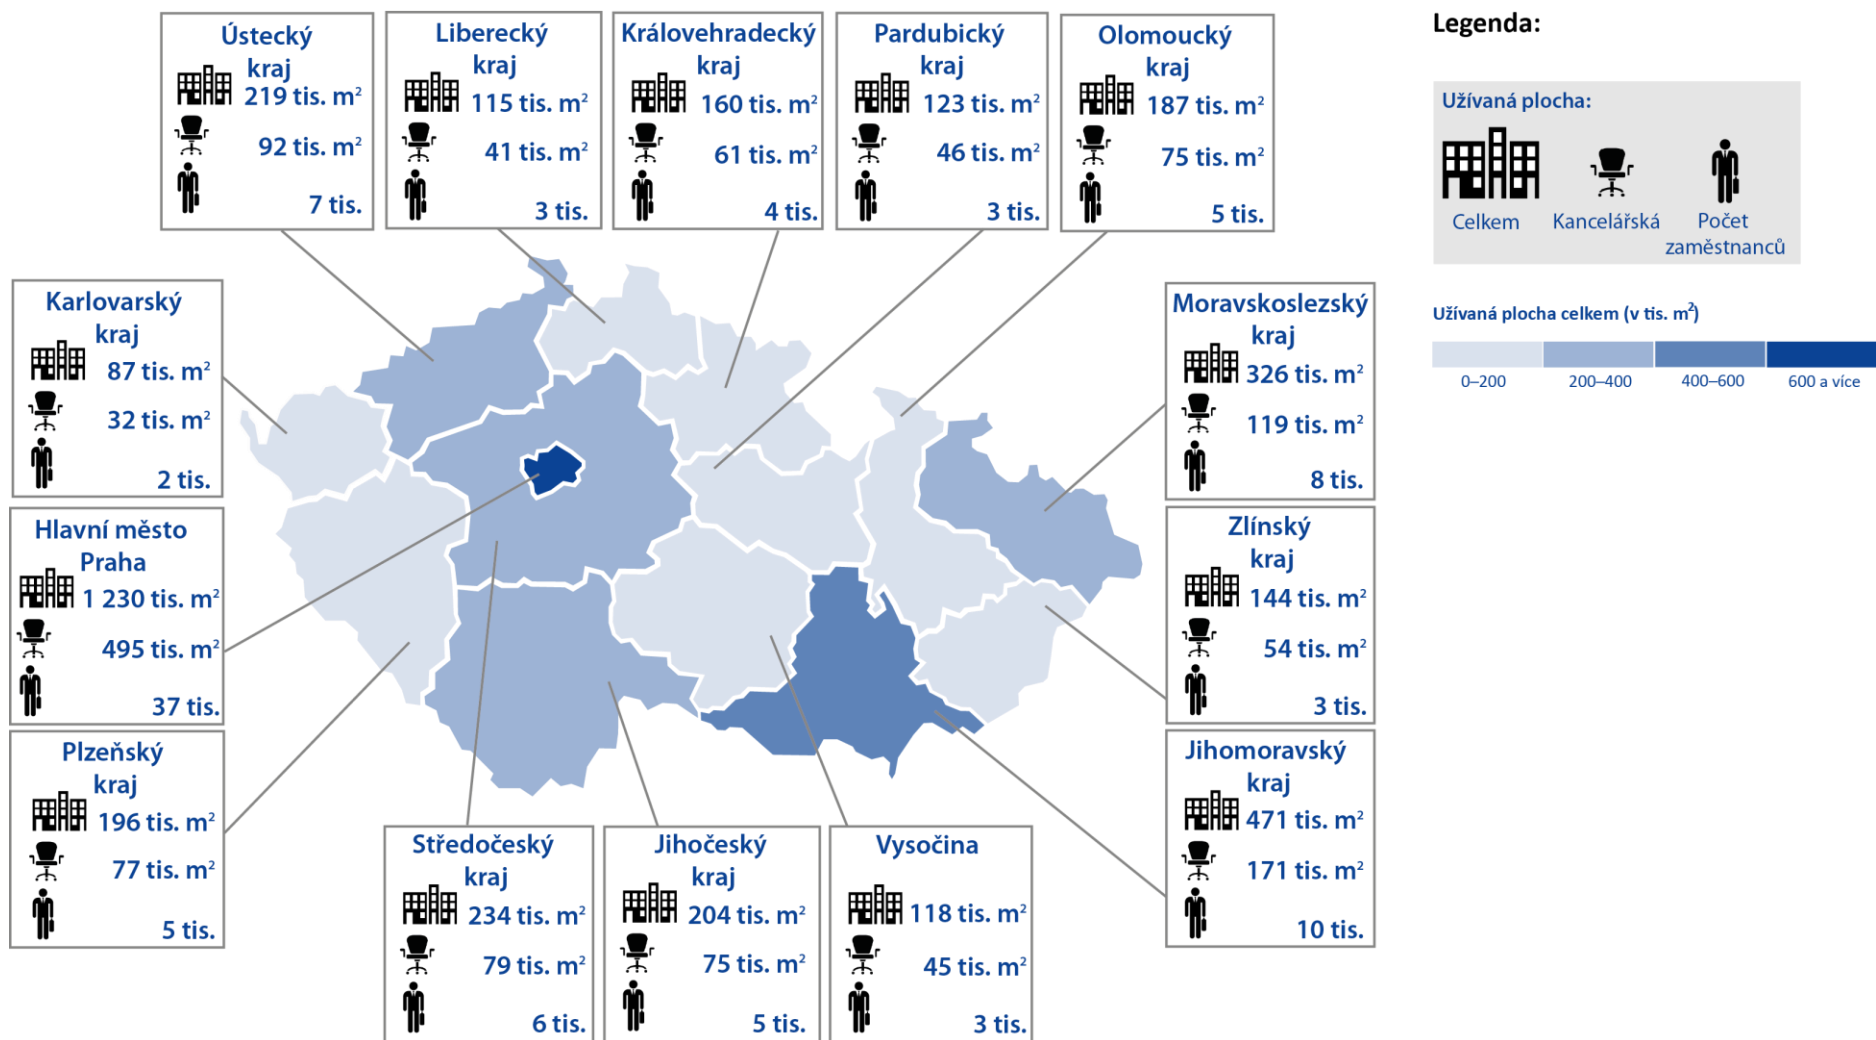 Ústecký
kraj
219 tis. m²
92 tis. m²
7 tis.
Liberecký
kraj
115 tis. m²
41 tis. m²
3 tis.
Královehradecký
kraj
160 tis. m²
61 tis. m²
4 tis.
Pardubický
kraj
123 tis. m²
46 tis. m²
3 tis.
Olomoucký
kraj
187 tis. m²
75 tis. m²
5 tis.
Legenda:
Užívaná plocha:
Celkem
Kancelářská
Počet
zaměstnanců
Užívaná plocha celkem (v tis. m²)
0–200
200–400
400–600
600 a více
Karlovarský
kraj
87 tis. m²
32 tis. m²
2 tis.
Hlavní město
Praha
1 230 tis. m²
495 tis. m²
37 tis.
Plzeňský
kraj
196 tis. m²
77 tis. m²
5 tis.
Středočeský
kraj
234 tis. m²
79 tis. m²
6 tis.
Jihočeský
kraj
204 tis. m²
75 tis. m²
5 tis.
Vysočina
118 tis. m²
45 tis. m²
3 tis.
Moravskoslezský
kraj
326 tis. m²
119 tis. m²
8 tis.
Zlínský
kraj
144 tis. m²
54 tis. m²
3 tis.
Jihomoravský
kraj
471 tis. m²
171 tis. m²
10 tis.